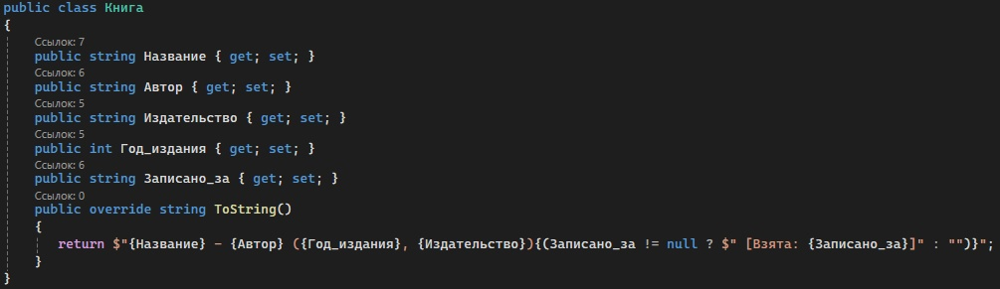 public class Книга
{
Ссылок: 7
public string Название { get; set; }
Ссылок: 6
public string Автор { get; set; }
Ссылок: 5
public string Издательство { get; set; }
Ссылок: 5
public int Год_издания { get; set; }
Ссылок: 6
public string Записано_за { get; set; }
Ссылок: 0
public override string ToString()
{
return $"{Название} — {Автор} ({Год_издания}, {Издательство}){(Записано_за != null ? $" [Взята: {Записано_за}]" : "")}";
}
}